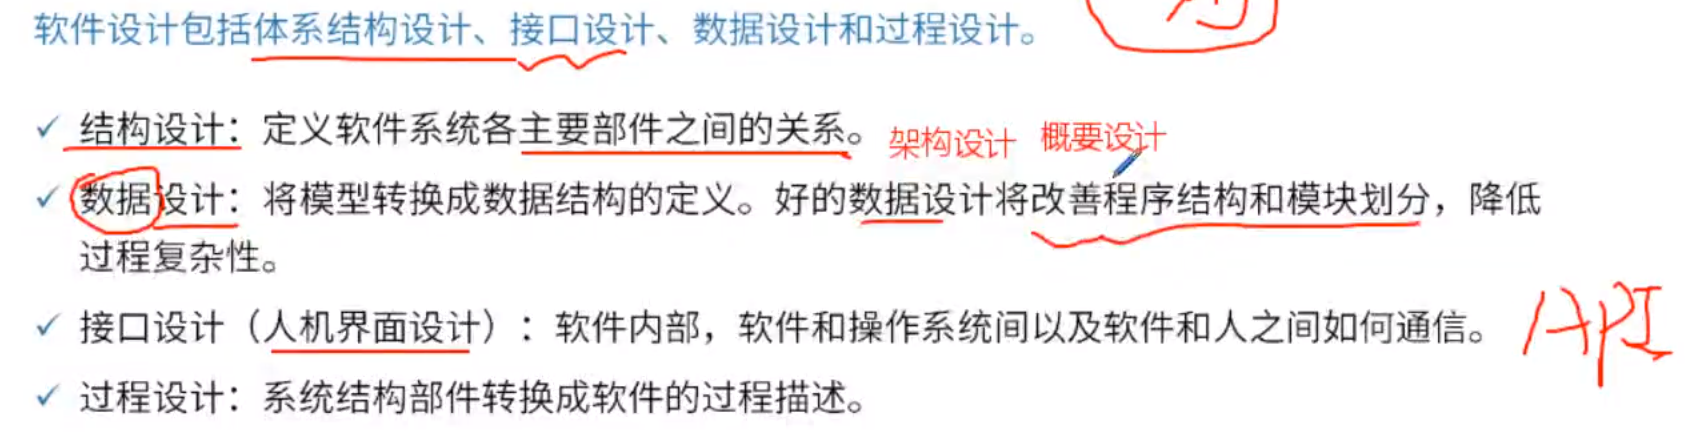 软件设计包括体系结构设计、接口设计、数据设计和过程设计。
✓ 结构设计：定义软件系统各主要部件之间的关系。 架构设计 概要设计
✓ 数据设计：将模型转换成数据结构的定义。好的数据设计将改善程序结构和模块划分，降低
过程复杂性。
✓ 接口设计（人机界面设计）：软件内部，软件和操作系统间以及软件和人之间如何通信。 API
✓ 过程设计：系统结构部件转换成软件的过程描述。